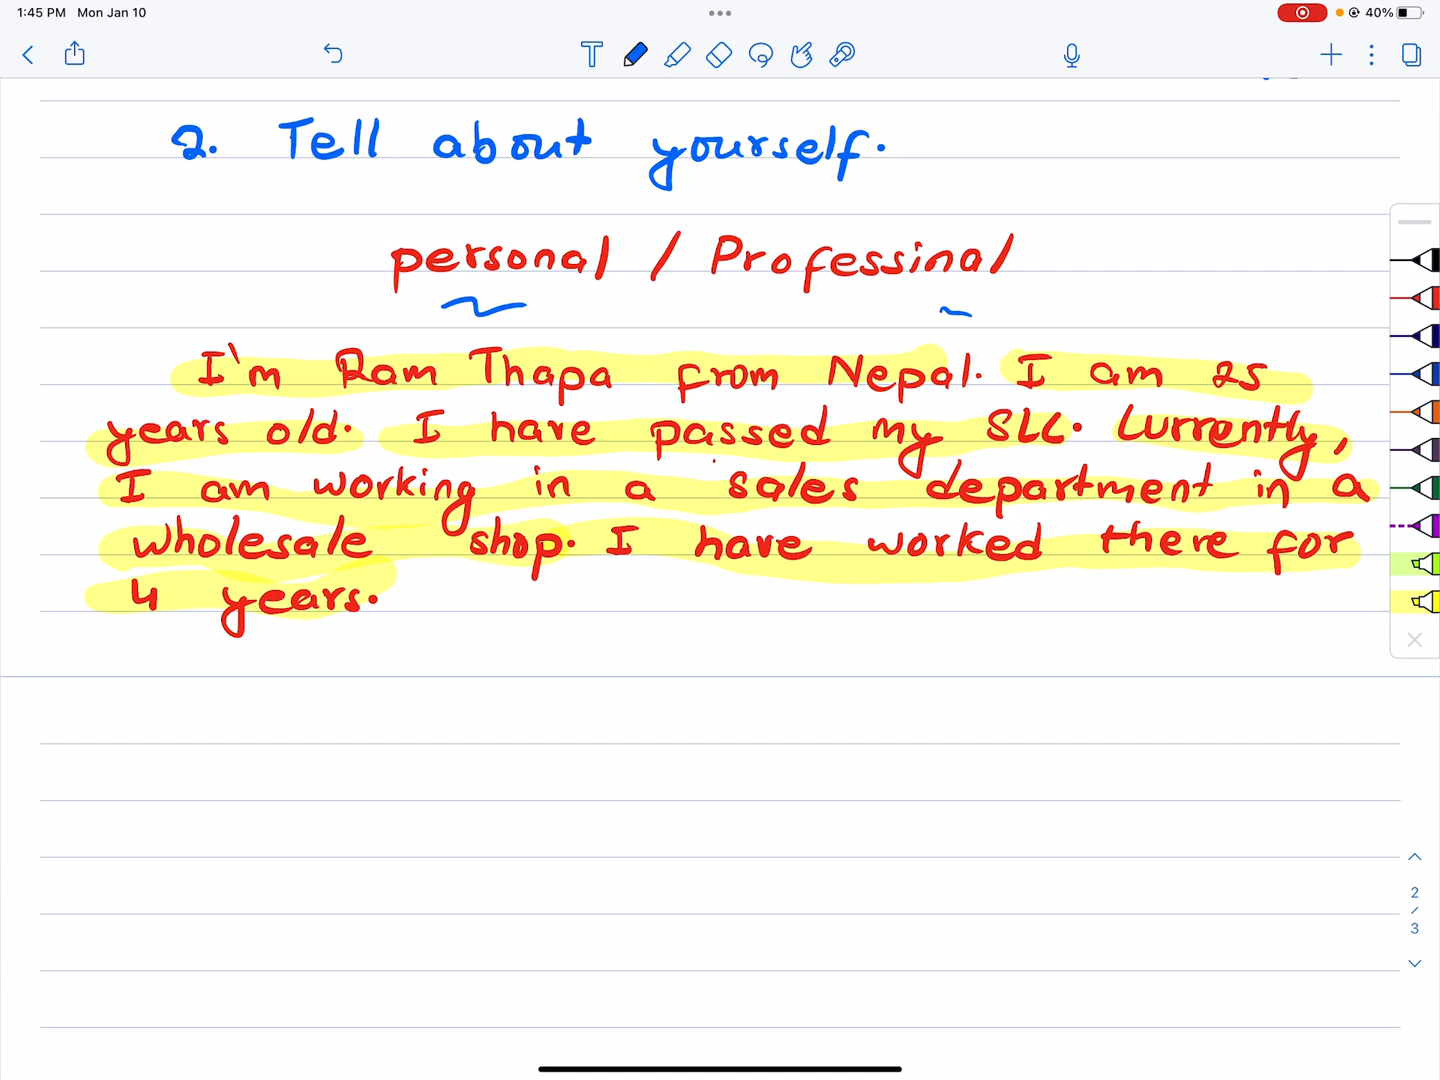 1:45 PM Mon Jan 10
40%
2. Tell about yourself.
personal / Professinal
I'm Ram Thapa from Nepal. I am 25
years old. I have passed my SLC. Currently,
I am working in a sales department in a
wholesale shop. I have worked there for
4 years.
2
/
3